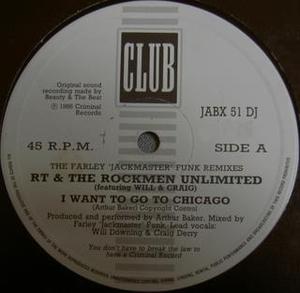 CLUB
Original sound
recording made by
Beauty & The Beat
℗ 1986 Criminal
Records
JABX 51 DJ
45 R.P.M.
SIDE A
THE FARLEY 'JACKMASTER' FUNK REMIXES
RT & THE ROCKMEN UNLIMITED
(featuring WILL & CRAIG)
I WANT TO GO TO CHICAGO
(Arthur Baker) Copyright Control
Produced and performed by Arthur Baker. Mixed by
Farley 'Jackmaster' Funk. Lead vocals:
Will Downing & Craig Derry
You don't have to break the law to
have a Criminal Record